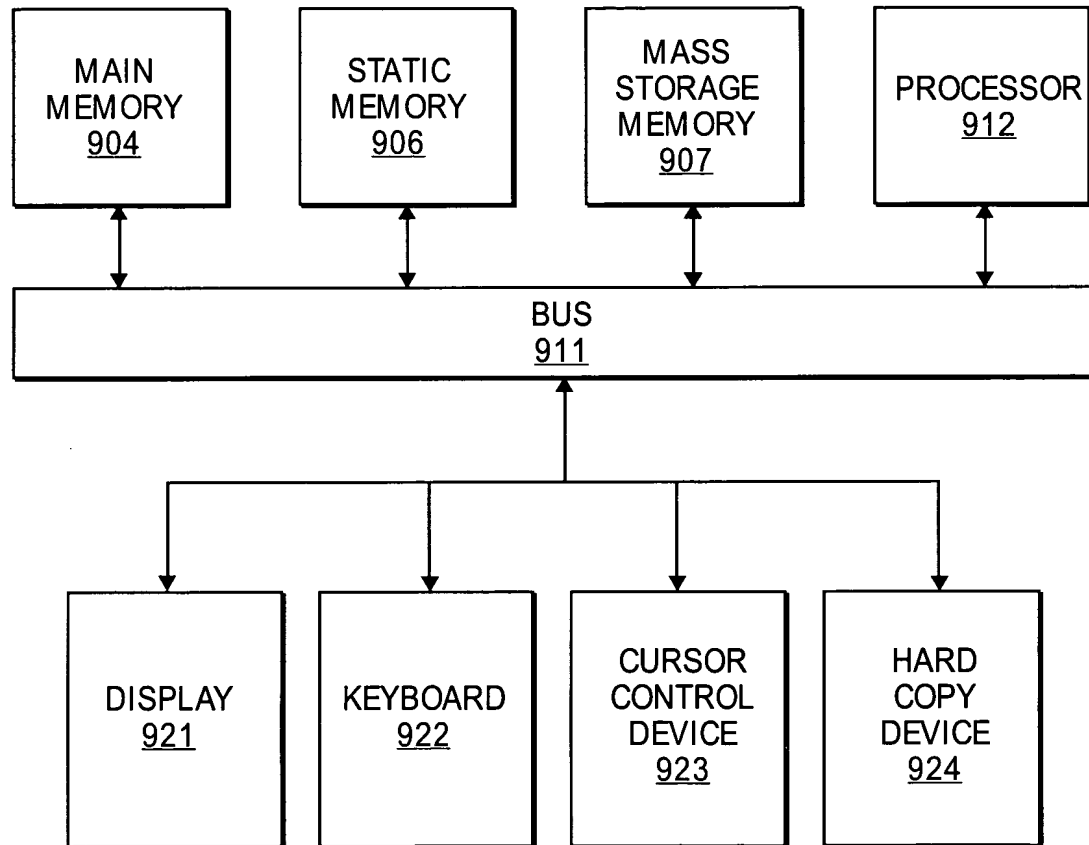 MAIN
MEMORY
904
STATIC
MEMORY
906
MASS
STORAGE
MEMORY
907
PROCESSOR
912
BUS
911
DISPLAY
921
KEYBOARD
922
CURSOR
CONTROL
DEVICE
923
HARD
COPY
DEVICE
924